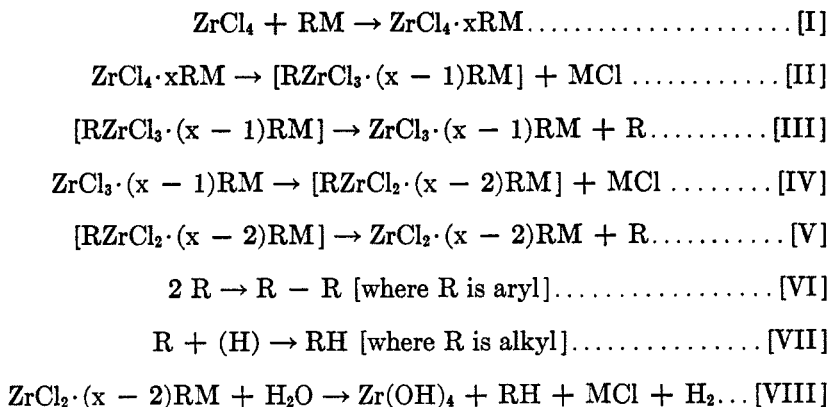 ZrCl₄ + RM → ZrCl₄·xRM.....................[I]
ZrCl₄·xRM → [RZrCl₃·(x − 1)RM] + MCl ............[II]
[RZrCl₃·(x − 1)RM] → ZrCl₃·(x − 1)RM + R..........[III]
ZrCl₃·(x − 1)RM → [RZrCl₂·(x − 2)RM] + MCl ........[IV]
[RZrCl₂·(x − 2)RM] → ZrCl₂·(x − 2)RM + R...........[V]
2 R → R − R [where R is aryl].................[VI]
R + (H) → RH [where R is alkyl]................[VII]
ZrCl₂·(x − 2)RM + H₂O → Zr(OH)₄ + RH + MCl + H₂...[VIII]